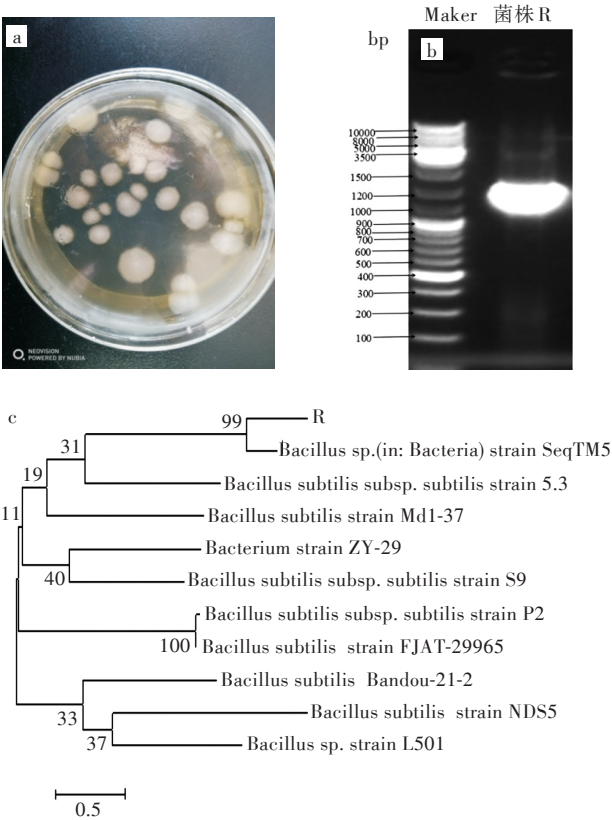 a
NEOVISION
POWERED BY NUBIA
Maker 菌株R
bp
b
10000
8000
5000
3500
1500
1200
1000
900
800
700
600
500
400
300
200
100
c
99
R
Bacillus sp.(in: Bacteria) strain SeqTM5
31
Bacillus subtilis subsp. subtilis strain 5.3
19
Bacillus subtilis strain Md1-37
11
Bacterium strain ZY-29
40
Bacillus subtilis subsp. subtilis strain S9
Bacillus subtilis subsp. subtilis strain P2
100
Bacillus subtilis strain FJAT-29965
Bacillus subtilis Bandou-21-2
33
Bacillus subtilis strain NDS5
37
Bacillus sp. strain L501
0.5